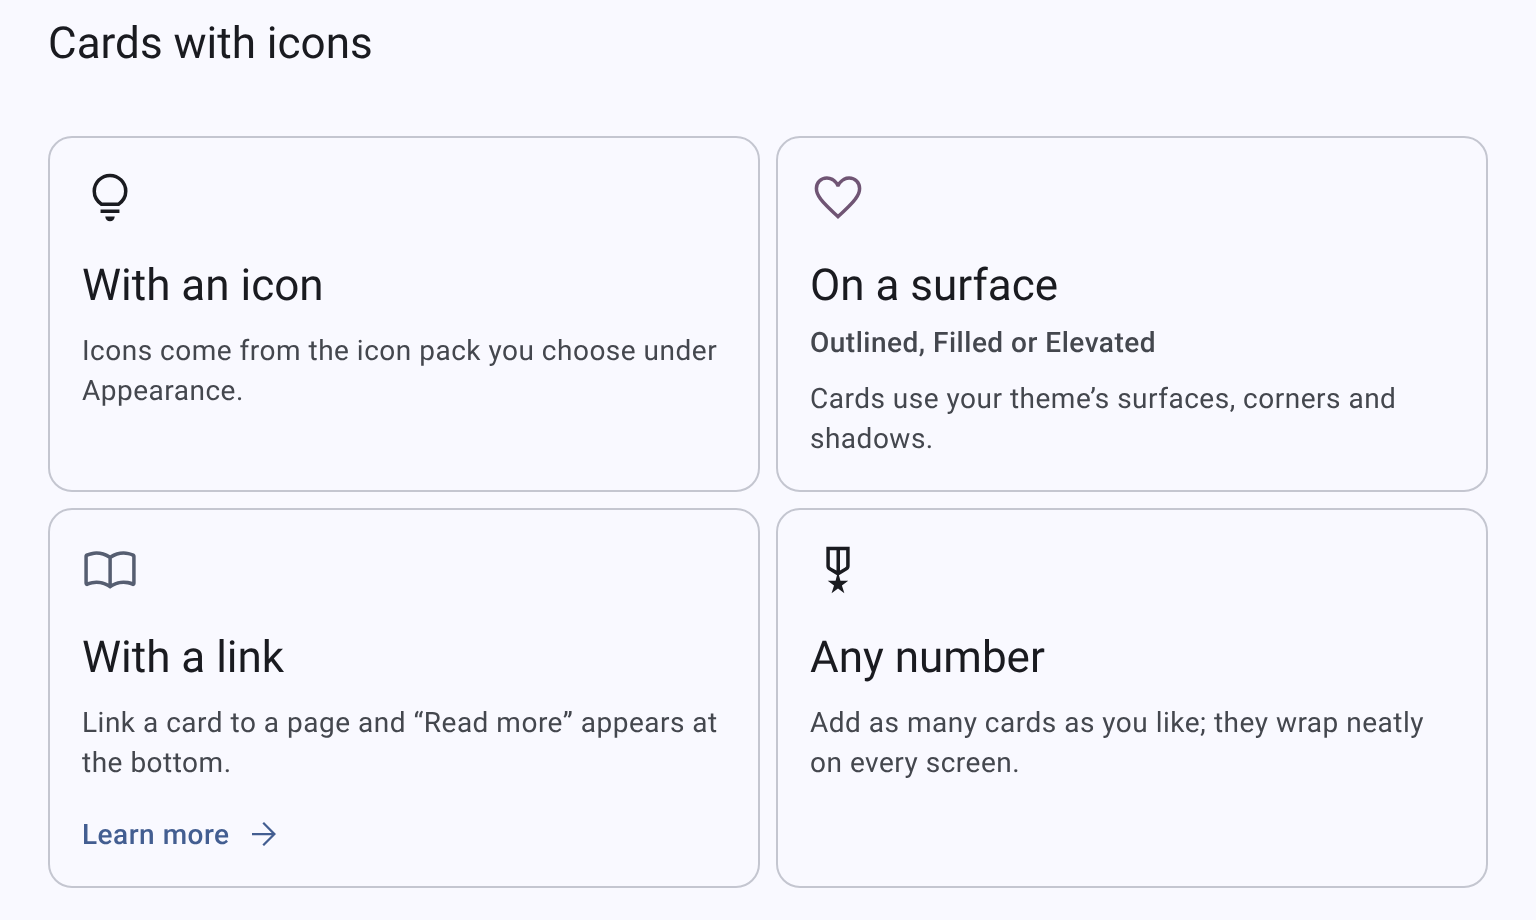 Cards with icons
With an icon
Icons come from the icon pack you choose under
Appearance.
On a surface
Outlined, Filled or Elevated
Cards use your theme’s surfaces, corners and
shadows.
With a link
Link a card to a page and “Read more” appears at
the bottom.
Learn more
Any number
Add as many cards as you like; they wrap neatly
on every screen.